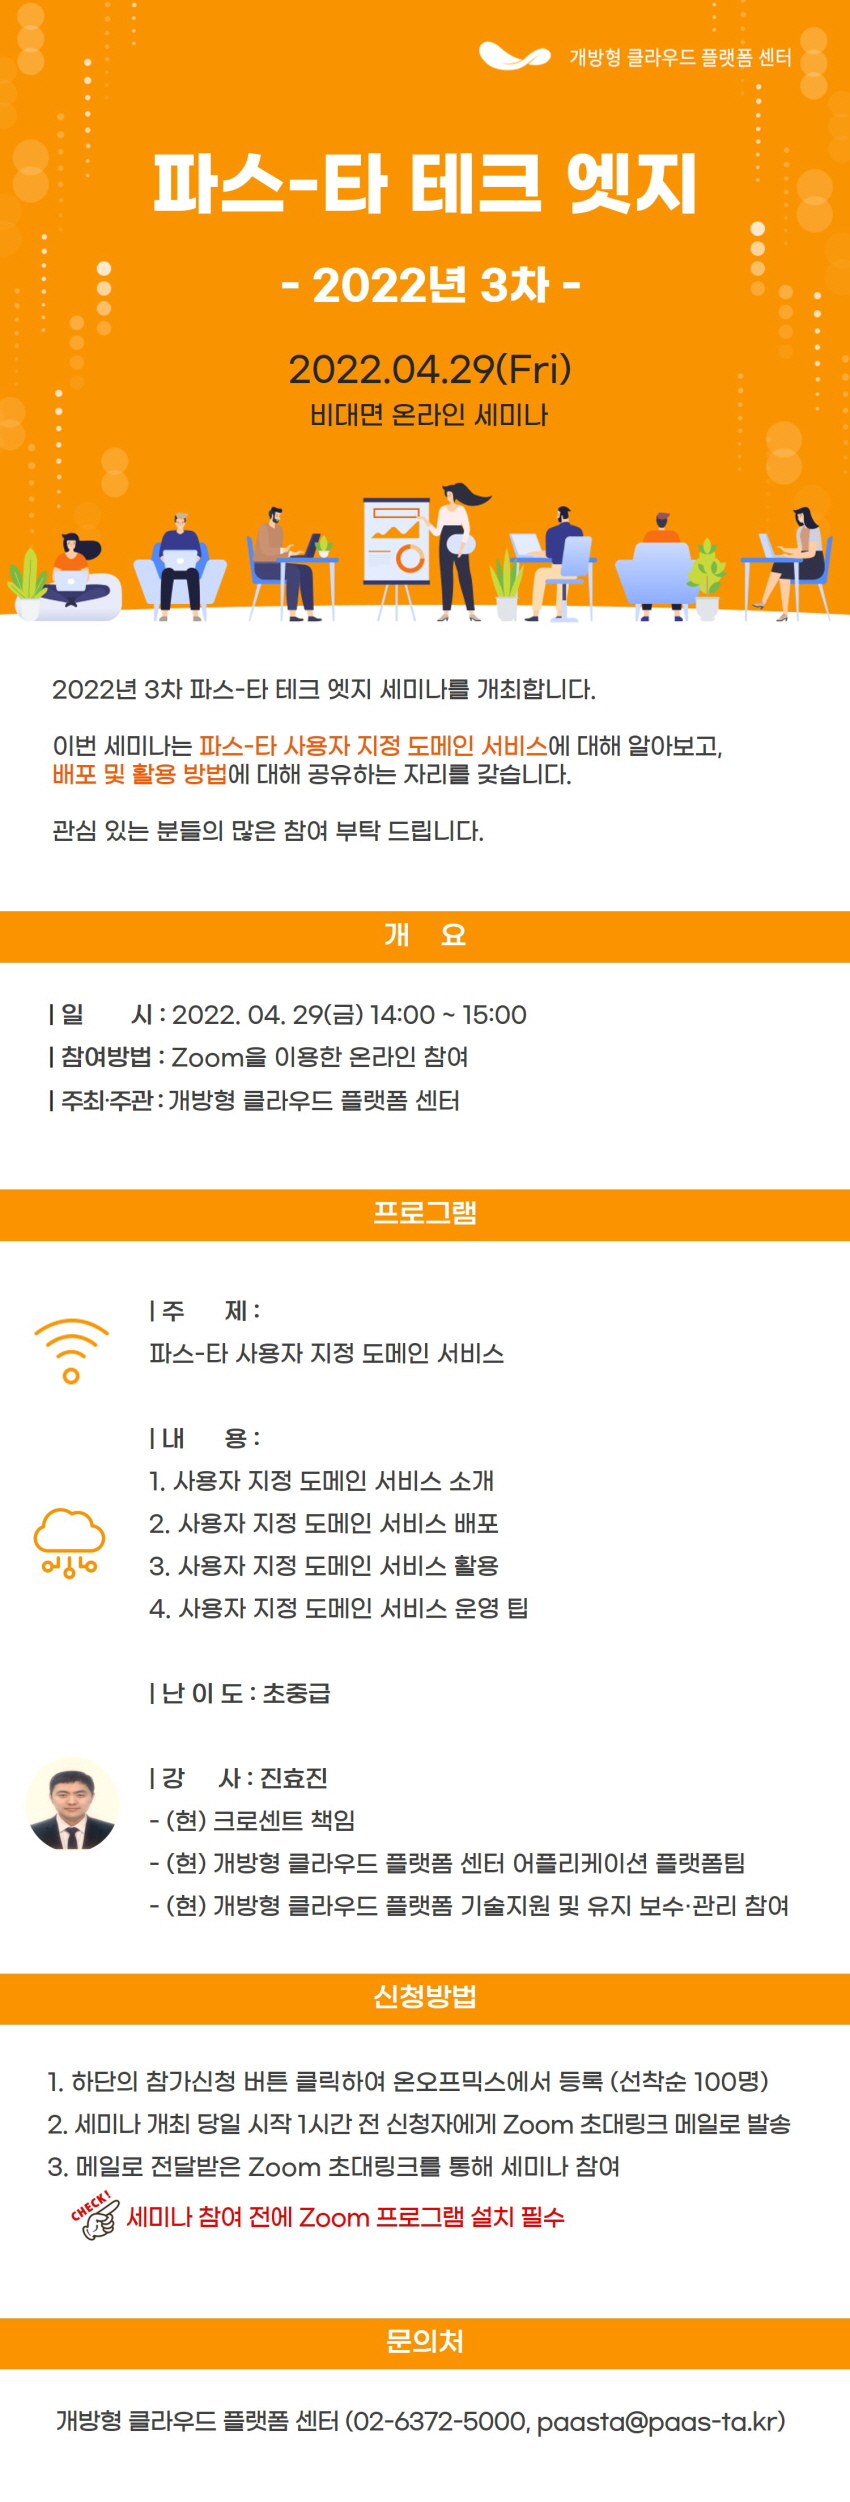 개방형 클라우드 플랫폼 센터
파스-타 테크 엣지
- 2022년 3차 -
2022.04.29(Fri)
비대면 온라인 세미나
2022년 3차 파스-타 테크 엣지 세미나를 개최합니다.
이번 세미나는 파스-타 사용자 지정 도메인 서비스에 대해 알아보고,
배포 및 활용 방법에 대해 공유하는 자리를 갖습니다.
관심 있는 분들의 많은 참여 부탁 드립니다.
개 요
| 일 시 : 2022. 04. 29(금) 14:00 ~ 15:00
| 참여방법 : Zoom을 이용한 온라인 참여
| 주최·주관 : 개방형 클라우드 플랫폼 센터
프로그램
| 주 제 :
파스-타 사용자 지정 도메인 서비스
| 내 용 :
1. 사용자 지정 도메인 서비스 소개
2. 사용자 지정 도메인 서비스 배포
3. 사용자 지정 도메인 서비스 활용
4. 사용자 지정 도메인 서비스 운영 팁
| 난 이 도 : 초중급
| 강 사 : 진효진
- (현) 크로센트 책임
- (현) 개방형 클라우드 플랫폼 센터 어플리케이션 플랫폼팀
- (현) 개방형 클라우드 플랫폼 기술지원 및 유지 보수·관리 참여
신청방법
1. 하단의 참가신청 버튼 클릭하여 온오프믹스에서 등록 (선착순 100명)
2. 세미나 개최 당일 시작 1시간 전 신청자에게 Zoom 초대링크 메일로 발송
3. 메일로 전달받은 Zoom 초대링크를 통해 세미나 참여
CHECK! 세미나 참여 전에 Zoom 프로그램 설치 필수
문의처
개방형 클라우드 플랫폼 센터 (02-6372-5000, paasta@paas-ta.kr)